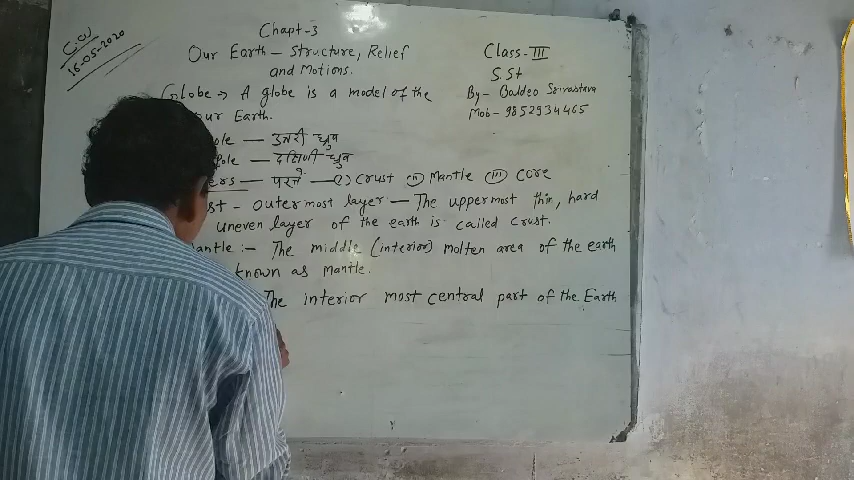 C.W
16-05-2020
Chapt-3
Our Earth - Structure, Relief
and Motions.
Class-III
S.St
By- Baldeo Srivastava
Mob- 9852934465
Globe → A globe is a model of the
our Earth.
ole — उत्तरी ध्रुव
Pole — दक्षिणी ध्रुव
ers — परतें — (i) Crust (ii) Mantle (iii) Core
st - outermost layer — The uppermost thin, hard
uneven layer of the earth is called crust.
antle :- The middle (interior) molten area of the earth
known as mantle.
The interior most central part of the Earth